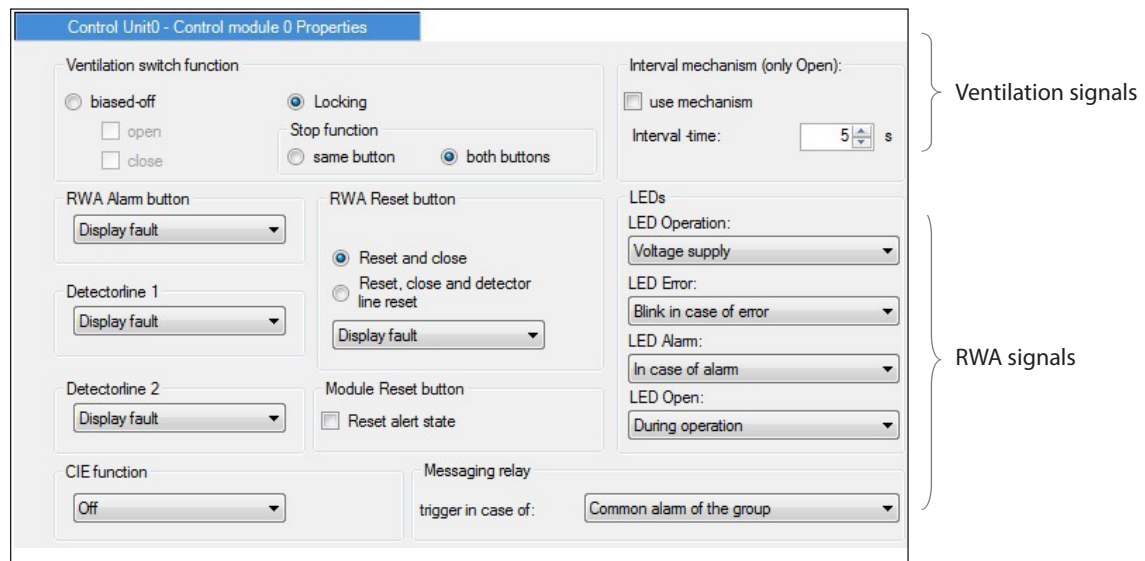 Control Unit0 - Control module 0 Properties
Ventilation switch function
biased-off
open
close
Locking
Stop function
same button
both buttons
Interval mechanism (only Open):
use mechanism
Interval -time:
5
s
Ventilation signals
RWA Alarm button
Display fault
RWA Reset button
Reset and close
Reset, close and detector
line reset
Display fault
Detectorline 1
Display fault
Detectorline 2
Display fault
Module Reset button
Reset alert state
LEDs
LED Operation:
Voltage supply
LED Error:
Blink in case of error
LED Alarm:
In case of alarm
LED Open:
During operation
RWA signals
CIE function
Off
Messaging relay
trigger in case of:
Common alarm of the group